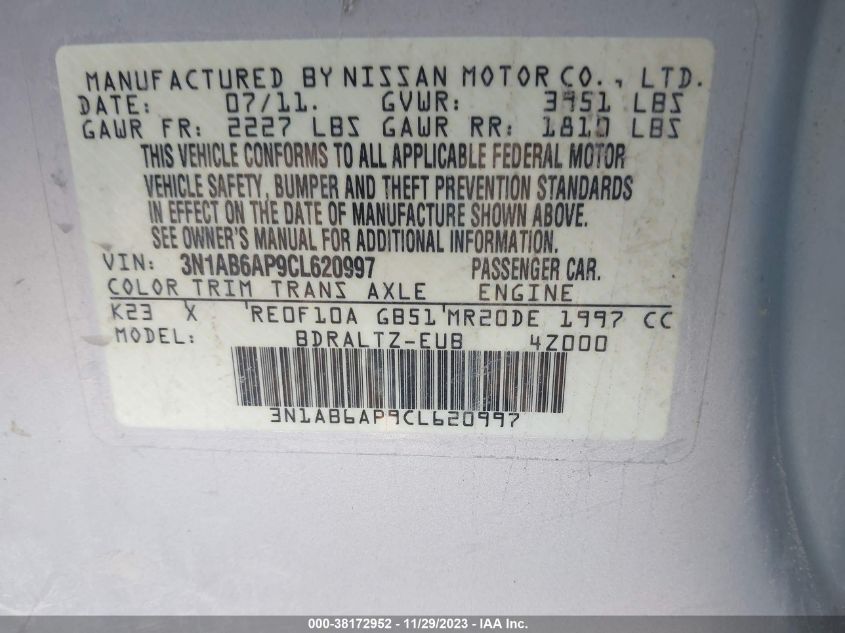 MANUFACTURED BY NISSAN MOTOR CO., LTD.
DATE: 07/11. GVWR: 3951 LBS
GAWR FR: 2227 LBS GAWR RR: 1810 LBS
THIS VEHICLE CONFORMS TO ALL APPLICABLE FEDERAL MOTOR
VEHICLE SAFETY, BUMPER AND THEFT PREVENTION STANDARDS
IN EFFECT ON THE DATE OF MANUFACTURE SHOWN ABOVE.
SEE OWNER'S MANUAL FOR ADDITIONAL INFORMATION.
VIN: 3N1AB6AP9CL620997 PASSENGER CAR.
COLOR TRIM TRANS AXLE ENGINE
K23 X RE0F10A GB51 MR20DE 1997 CC
MODEL: BDRALTZ-EUB 4Z000
3N1AB6AP9CL620997
000-38172952 - 11/29/2023 - IAA Inc.